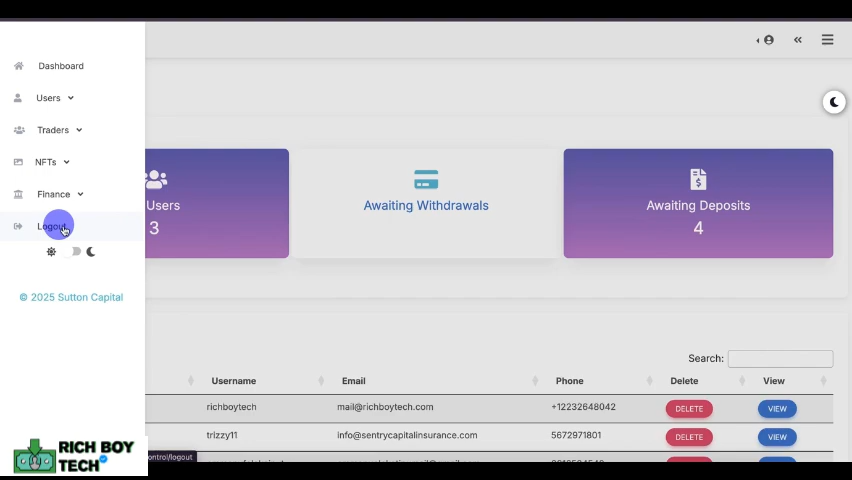 Dashboard
Users
Traders
NFTs
Finance
Logout
© 2025 Sutton Capital
Users
3
Awaiting Withdrawals
Awaiting Deposits
4
Search:
Username Email Phone Delete View
richboytech mail@richboytech.com +12232648042 DELETE VIEW
trizzy11 info@sentrycapitalinsurance.com 5672971801 DELETE VIEW
ontrol/logout
RICH BOY
TECH